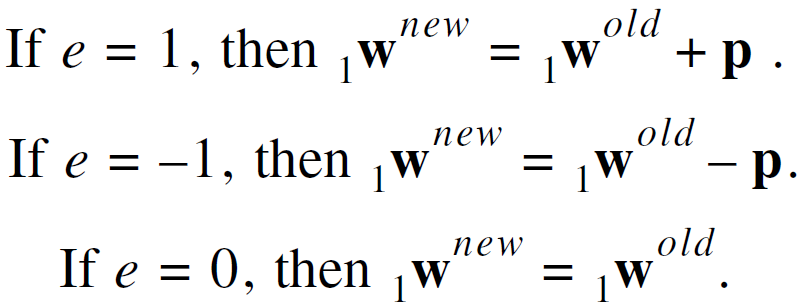 If e = 1, then ₁w^new = ₁w^old + p .
If e = –1, then ₁w^new = ₁w^old – p.
If e = 0, then ₁w^new = ₁w^old.